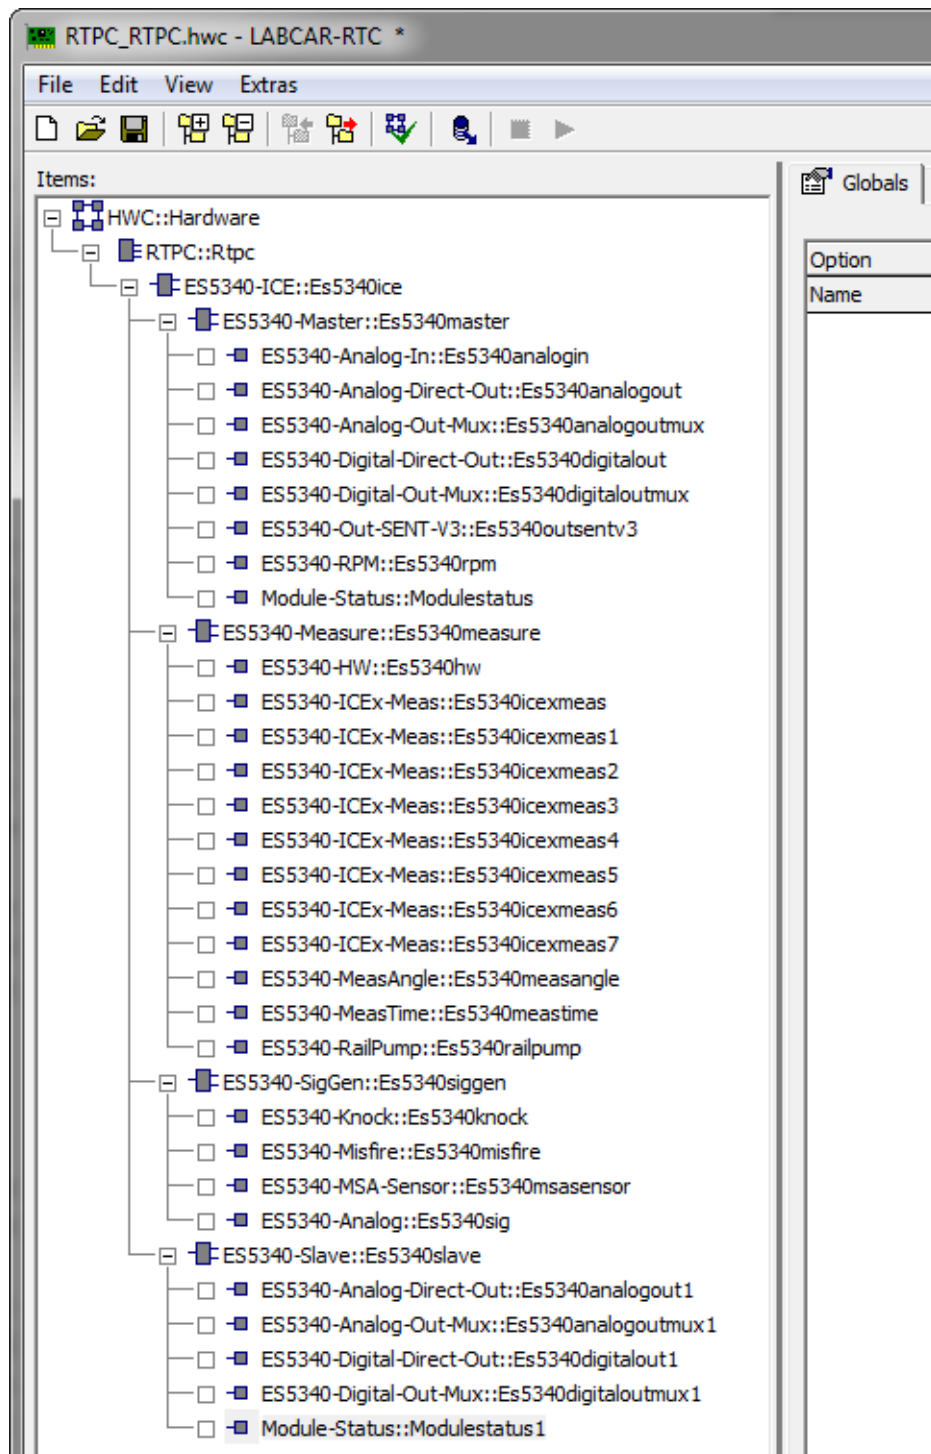 RTPC_RTPC.hwc - LABCAR-RTC *
File Edit View Extras
Items:
Globals
HWC::Hardware
RTPC::Rtpc
Option
ES5340-ICE::Es5340ice
Name
ES5340-Master::Es5340master
ES5340-Analog-In::Es5340analogin
ES5340-Analog-Direct-Out::Es5340analogout
ES5340-Analog-Out-Mux::Es5340analogoutmux
ES5340-Digital-Direct-Out::Es5340digitalout
ES5340-Digital-Out-Mux::Es5340digitaloutmux
ES5340-Out-SENT-V3::Es5340outsentv3
ES5340-RPM::Es5340rpm
Module-Status::Modulestatus
ES5340-Measure::Es5340measure
ES5340-HW::Es5340hw
ES5340-ICEx-Meas::Es5340icexmeas
ES5340-ICEx-Meas::Es5340icexmeas1
ES5340-ICEx-Meas::Es5340icexmeas2
ES5340-ICEx-Meas::Es5340icexmeas3
ES5340-ICEx-Meas::Es5340icexmeas4
ES5340-ICEx-Meas::Es5340icexmeas5
ES5340-ICEx-Meas::Es5340icexmeas6
ES5340-ICEx-Meas::Es5340icexmeas7
ES5340-MeasAngle::Es5340measangle
ES5340-MeasTime::Es5340meastime
ES5340-RailPump::Es5340railpump
ES5340-SigGen::Es5340siggen
ES5340-Knock::Es5340knock
ES5340-Misfire::Es5340misfire
ES5340-MSA-Sensor::Es5340msasensor
ES5340-Analog::Es5340sig
ES5340-Slave::Es5340slave
ES5340-Analog-Direct-Out::Es5340analogout1
ES5340-Analog-Out-Mux::Es5340analogoutmux1
ES5340-Digital-Direct-Out::Es5340digitalout1
ES5340-Digital-Out-Mux::Es5340digitaloutmux1
Module-Status::Modulestatus1